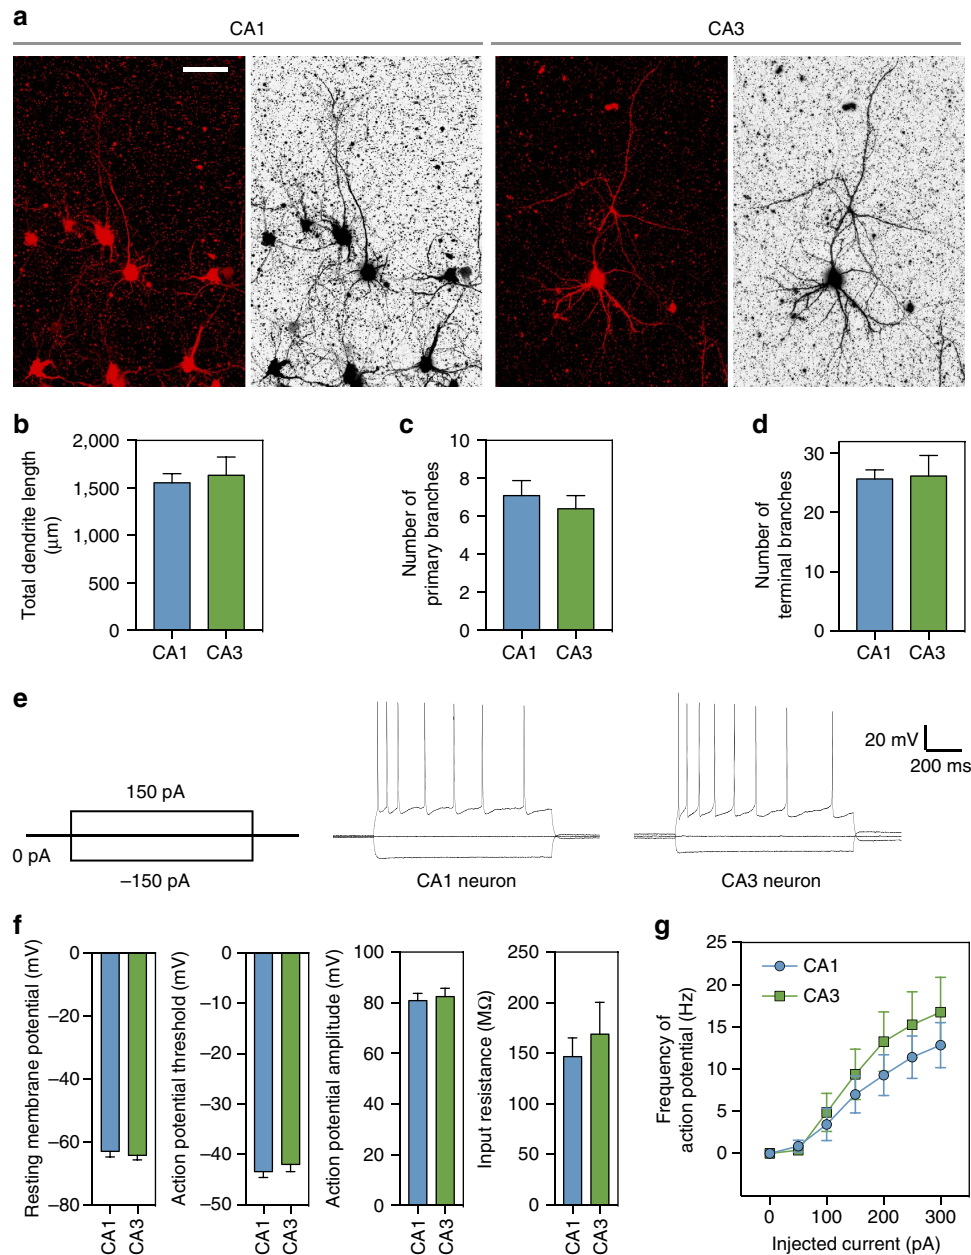 a
CA1
CA3
b
Total dendrite length
(μm)
2,000
1,500
1,000
500
0
CA1 CA3
c
Number of
primary branches
10
8
6
4
2
0
CA1 CA3
d
Number of
terminal branches
30
20
10
0
CA1 CA3
e
150 pA
0 pA
–150 pA
CA1 neuron
CA3 neuron
20 mV
200 ms
f
Resting membrane potential (mV)
–0
–20
–40
–60
–80
CA1
CA3
Action potential threshold (mV)
–0
–10
–20
–30
–40
–50
CA1
CA3
Action potential amplitude (mV)
100
80
60
40
20
0
CA1
CA3
Input resistance (MΩ)
250
200
150
100
50
0
CA1
CA3
g
Frequency of
action potential (Hz)
25
20
15
10
5
0
CA1
CA3
0 100 200 300
Injected current (pA)